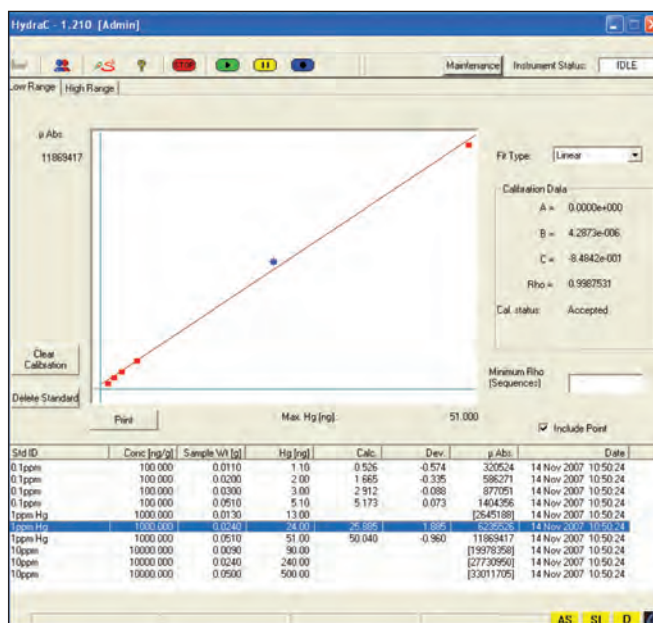 HydraC - 1.210 [Admin]
STOP
Maintenance Instrument Status: IDLE
Low Range High Range
µ Abs
11869417
Fit Type: Linear
Calibration Data
A = 0.0000e+000
B = 4.2873e-006
C = -8.4842e-001
Rho = 0.9987531
Cal. status: Accepted
Clear
Calibration
Delete Standard
Minimum Rho
(Sequences)
Print
Max. Hg [ng]: 51.000
Include Point
Std ID Conc [ng/g] Sample Wt [g] Hg [ng] Calc. Dev. µ Abs. Date
0.1ppm 100.000 0.0110 1.10 0.526 -0.574 320524 14 Nov 2007 10:50:24
0.1ppm 100.000 0.0200 2.00 1.665 -0.335 586271 14 Nov 2007 10:50:24
0.1ppm 100.000 0.0300 3.00 2.912 -0.088 877051 14 Nov 2007 10:50:24
0.1ppm 100.000 0.0510 5.10 5.173 0.073 1404356 14 Nov 2007 10:50:24
1ppm Hg 1000.000 0.0130 13.00 [2645188] 14 Nov 2007 10:50:24
1ppm Hg 1000.000 0.0240 24.00 25.885 1.885 6235526 14 Nov 2007 10:50:24
1ppm Hg 1000.000 0.0510 51.00 50.040 -0.960 11869417 14 Nov 2007 10:50:24
10ppm 10000.000 0.0090 90.00 [19978358] 14 Nov 2007 10:50:24
10ppm 10000.000 0.0240 240.00 [27730950] 14 Nov 2007 10:50:24
10ppm 10000.000 0.0500 500.00 [33011705] 14 Nov 2007 10:50:24
AS SI D